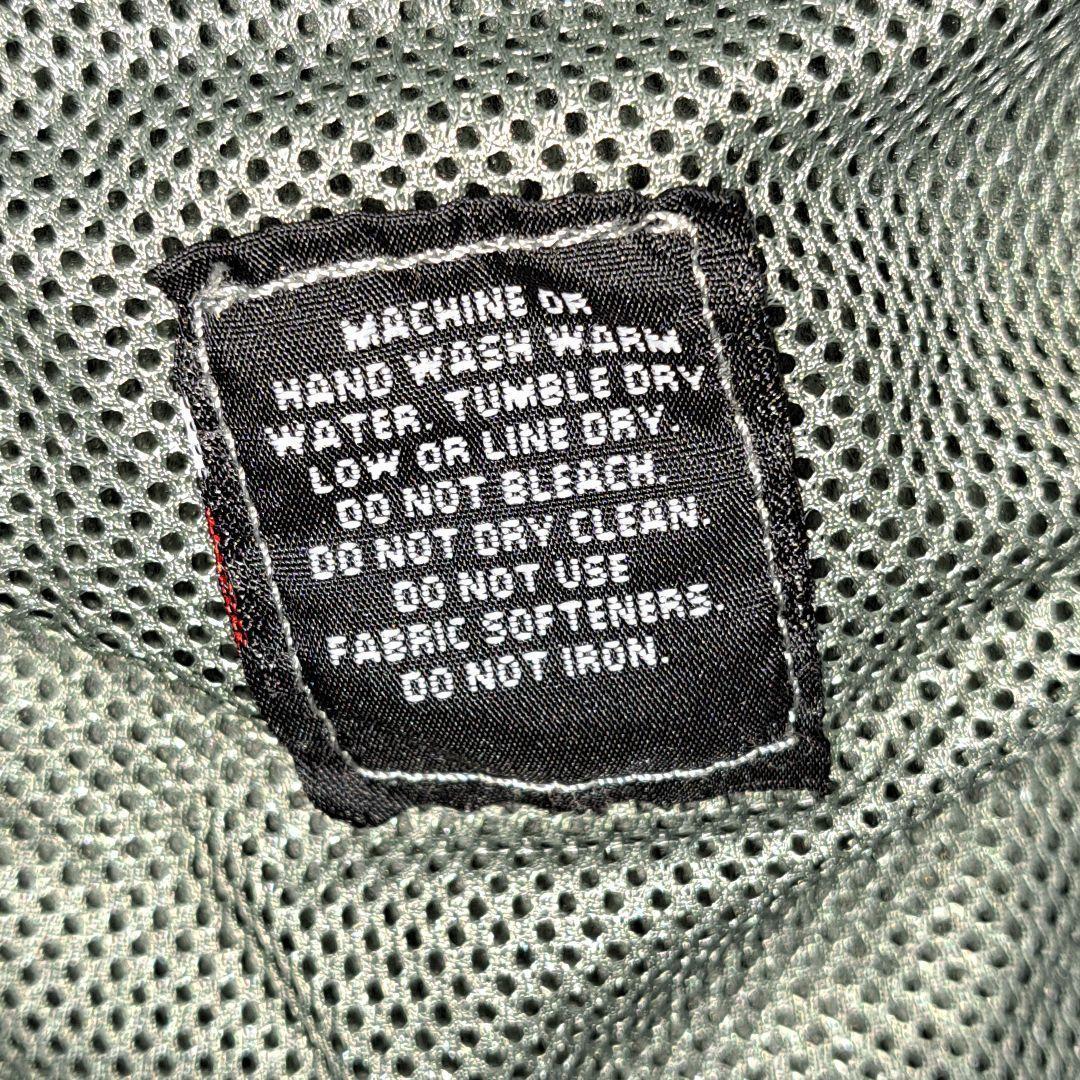 MACHINE OR
HAND WASH WARM
WATER. TUMBLE DRY
LOW OR LINE DRY.
DO NOT BLEACH.
DO NOT DRY CLEAN.
DO NOT USE
FABRIC SOFTENERS.
DO NOT IRON.